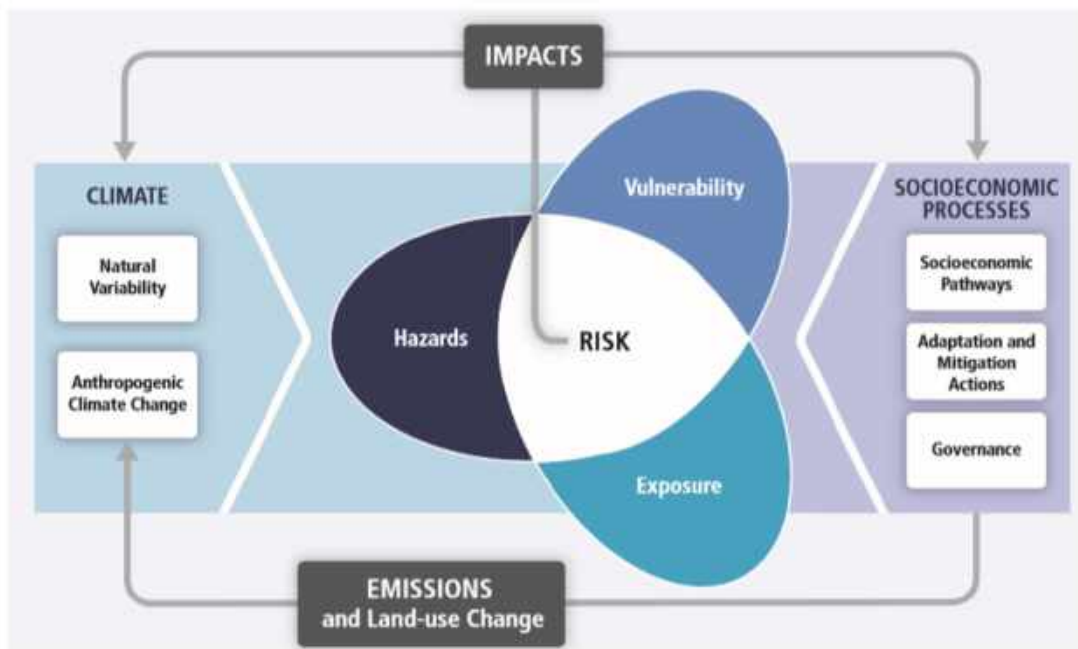 IMPACTS
CLIMATE
Natural
Variability
Anthropogenic
Climate Change
Vulnerability
Hazards
RISK
Exposure
SOCIOECONOMIC
PROCESSES
Socioeconomic
Pathways
Adaptation and
Mitigation
Actions
Governance
EMISSIONS
and Land-use Change